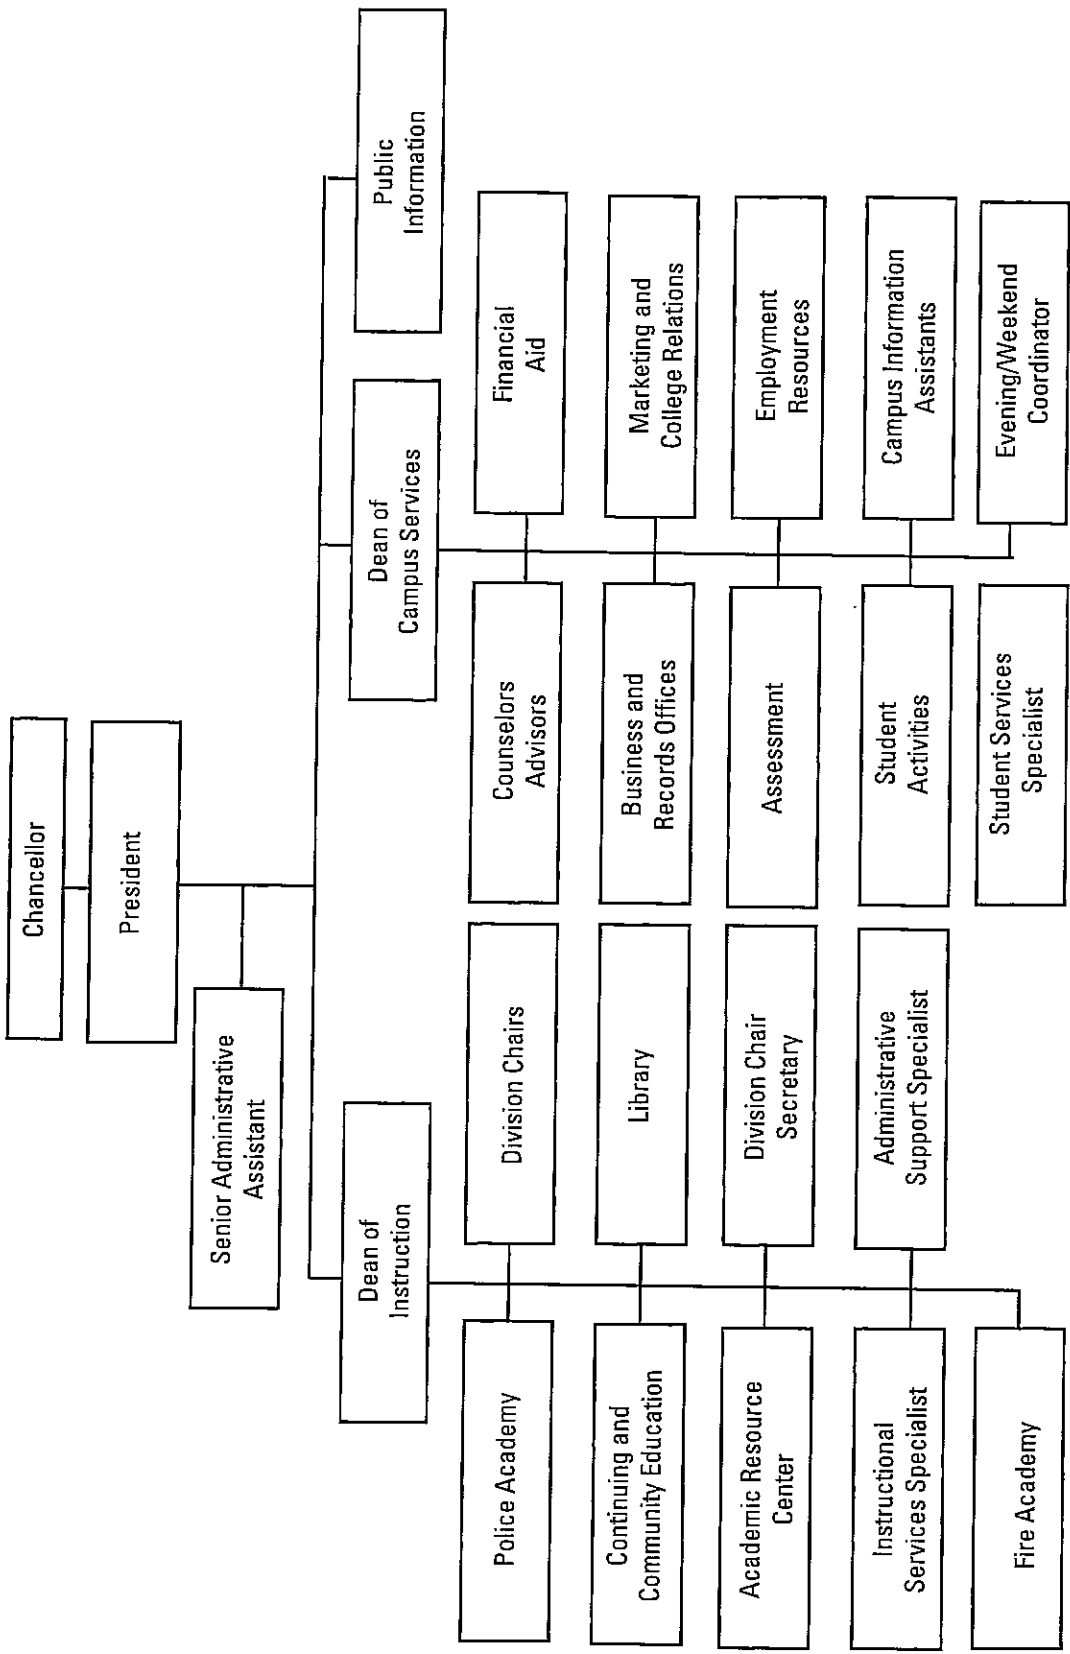 Chancellor
President
Senior Administrative
Assistant
Dean of
Instruction
Dean of
Campus Services
Public
Information
Police Academy
Division Chairs
Counselors
Advisors
Financial
Aid
Continuing and
Community Education
Library
Business and
Records Offices
Marketing and
College Relations
Academic Resource
Center
Division Chair
Secretary
Assessment
Employment
Resources
Instructional
Services Specialist
Administrative
Support Specialist
Student
Activities
Campus Information
Assistants
Fire Academy
Student Services
Specialist
Evening/Weekend
Coordinator